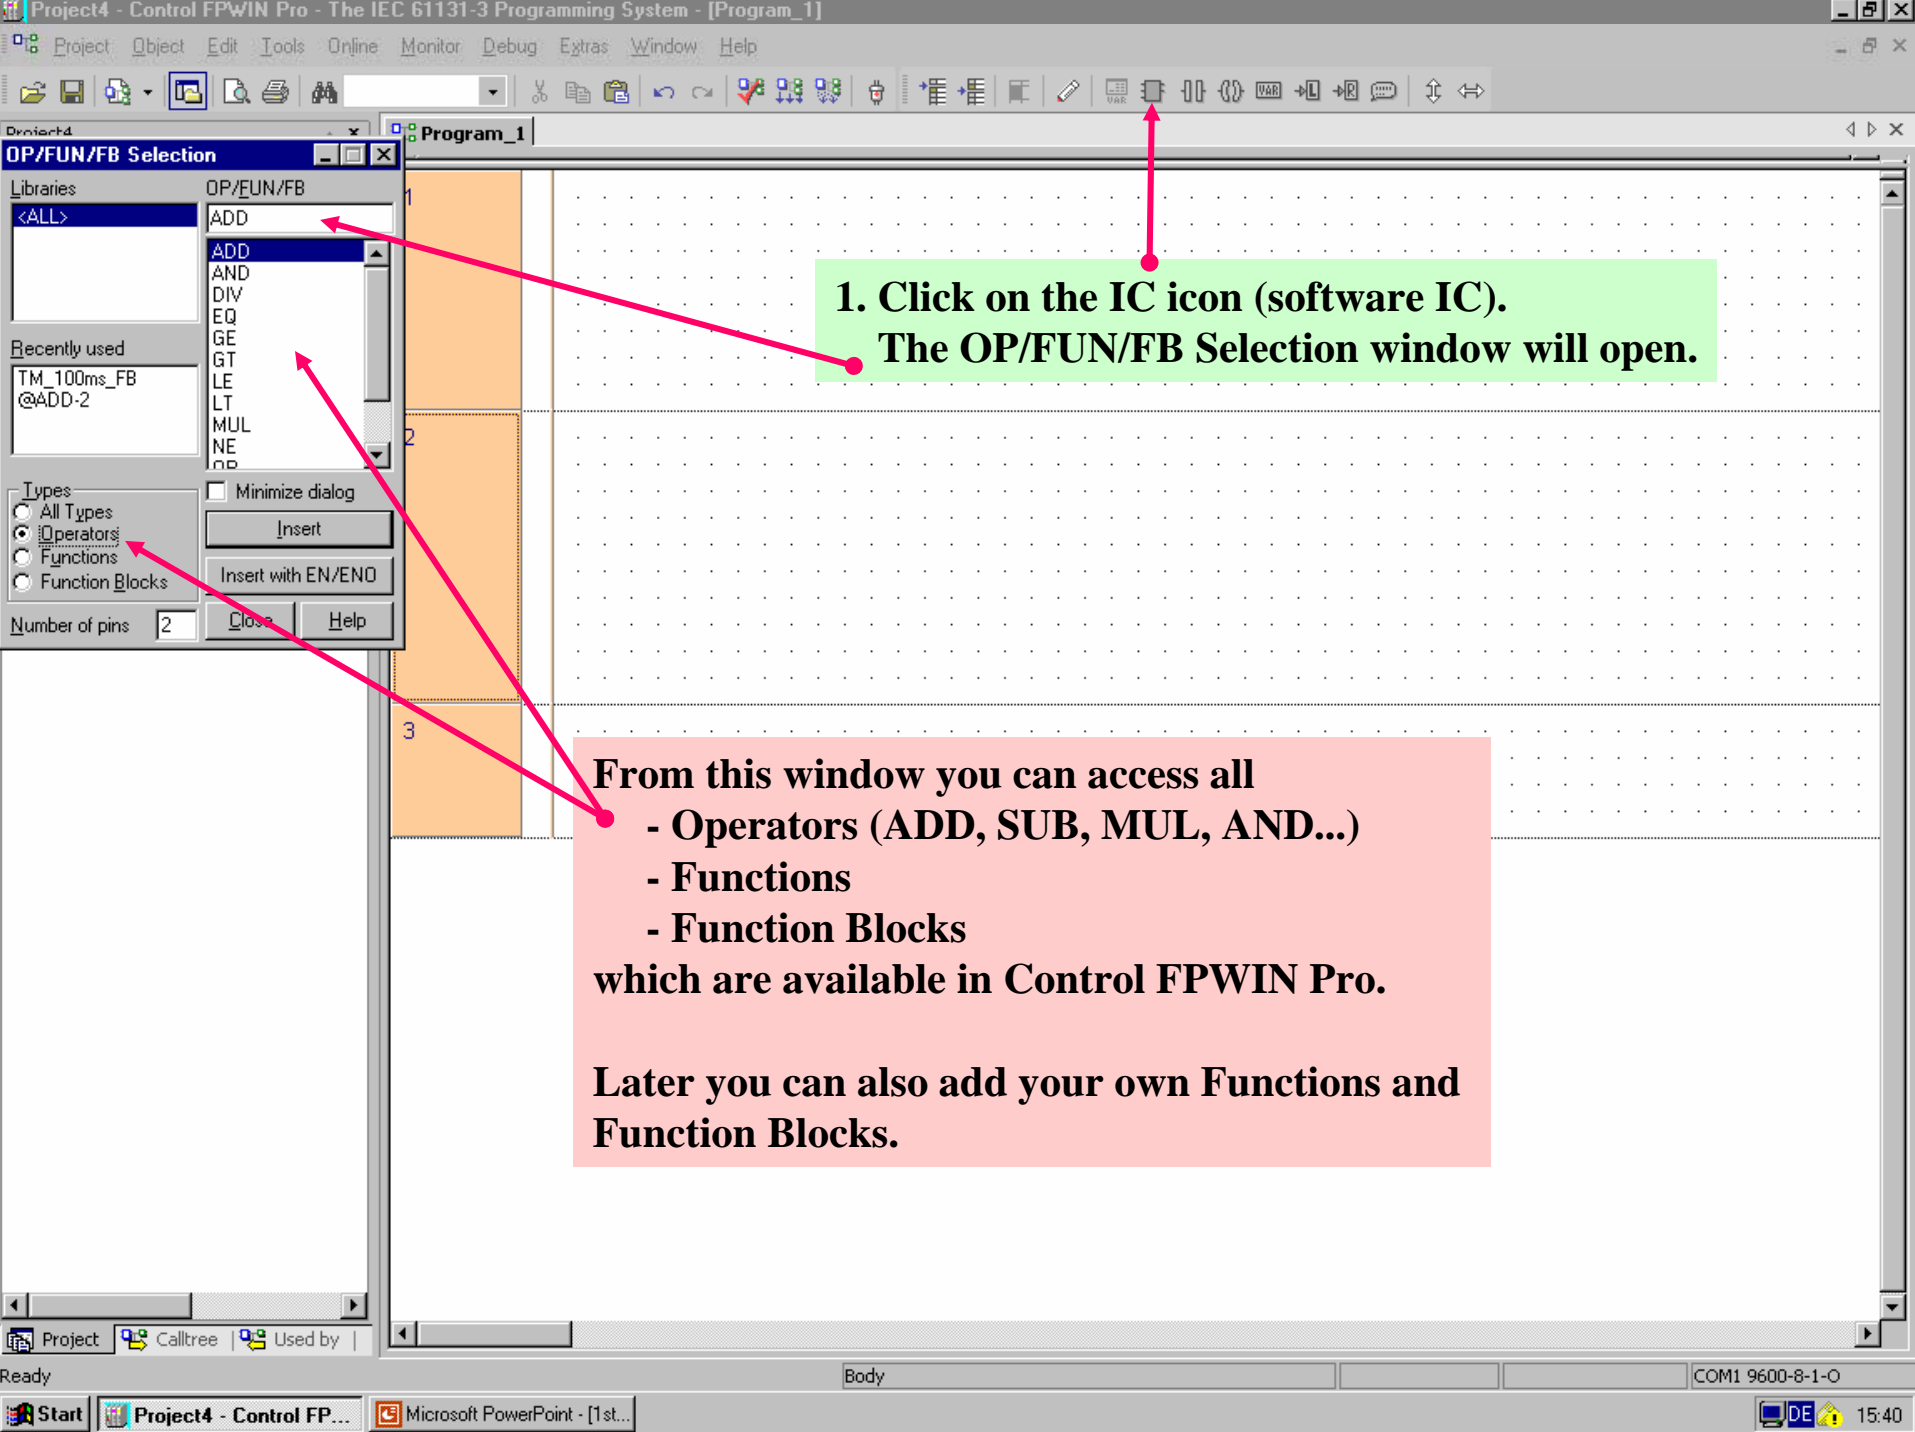 Project4 - Control FPWIN Pro - The IEC 61131-3 Programming System - [Program_1]
Project Object Edit Tools Online Monitor Debug Extras Window Help
VAR VAR L R
Project4
Program_1
OP/FUN/FB Selection
Libraries
<ALL>
OP/FUN/FB
ADD
ADD
AND
DIV
EQ
GE
GT
LE
LT
MUL
NE
OR
Recently used
TM_100ms_FB
@ADD-2
Types
All Types
Operators
Functions
Function Blocks
Minimize dialog
Insert
Insert with EN/ENO
Number of pins 2
Close Help
1
2
3
1. Click on the IC icon (software IC).
The OP/FUN/FB Selection window will open.
From this window you can access all
- Operators (ADD, SUB, MUL, AND...)
- Functions
- Function Blocks
which are available in Control FPWIN Pro.
Later you can also add your own Functions and
Function Blocks.
Project Calltree Used by
Ready Body COM1 9600-8-1-O
Start Project4 - Control FP... Microsoft PowerPoint - [1st... DE 15:40